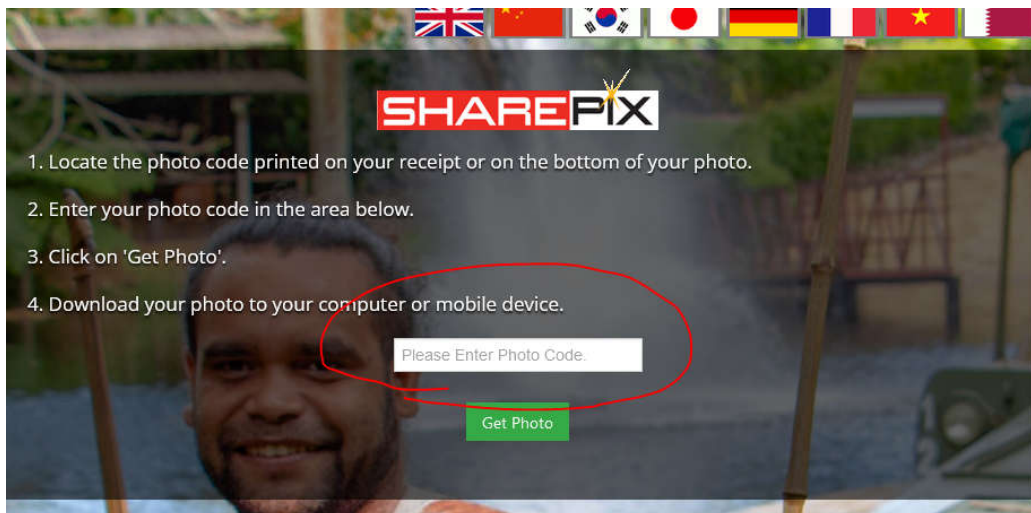 SHAREPIX
1. Locate the photo code printed on your receipt or on the bottom of your photo.
2. Enter your photo code in the area below.
3. Click on 'Get Photo'.
4. Download your photo to your computer or mobile device.
Please Enter Photo Code.
Get Photo